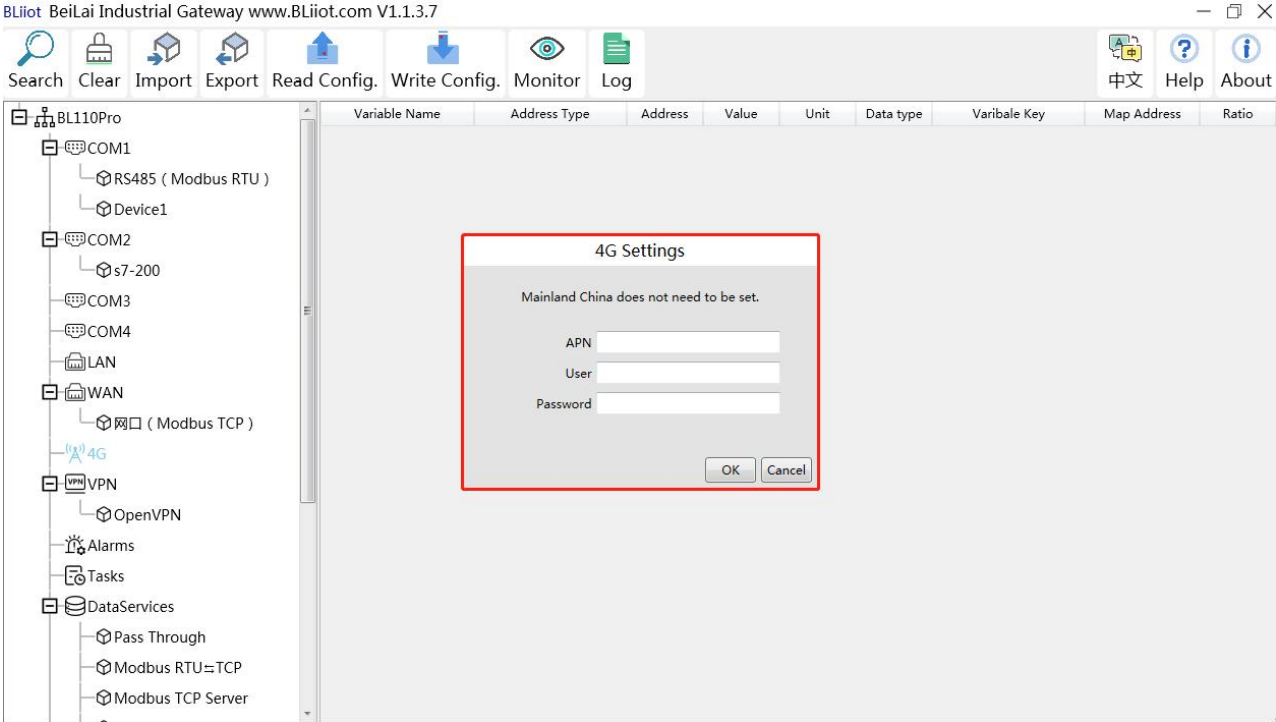 BLiiot BeiLai Industrial Gateway www.BLiiot.com V1.1.3.7
Search Clear Import Export Read Config. Write Config. Monitor Log 中文 Help About
Variable Name Address Type Address Value Unit Data type Varibale Key Map Address Ratio
BL110Pro
COM1
RS485 ( Modbus RTU )
Device1
COM2
s7-200
COM3
COM4
LAN
WAN
网口 ( Modbus TCP )
4G
VPN VPN
OpenVPN
Alarms
Tasks
DataServices
Pass Through
Modbus RTU⇆TCP
Modbus TCP Server
4G Settings
Mainland China does not need to be set.
APN
User
Password
OK Cancel